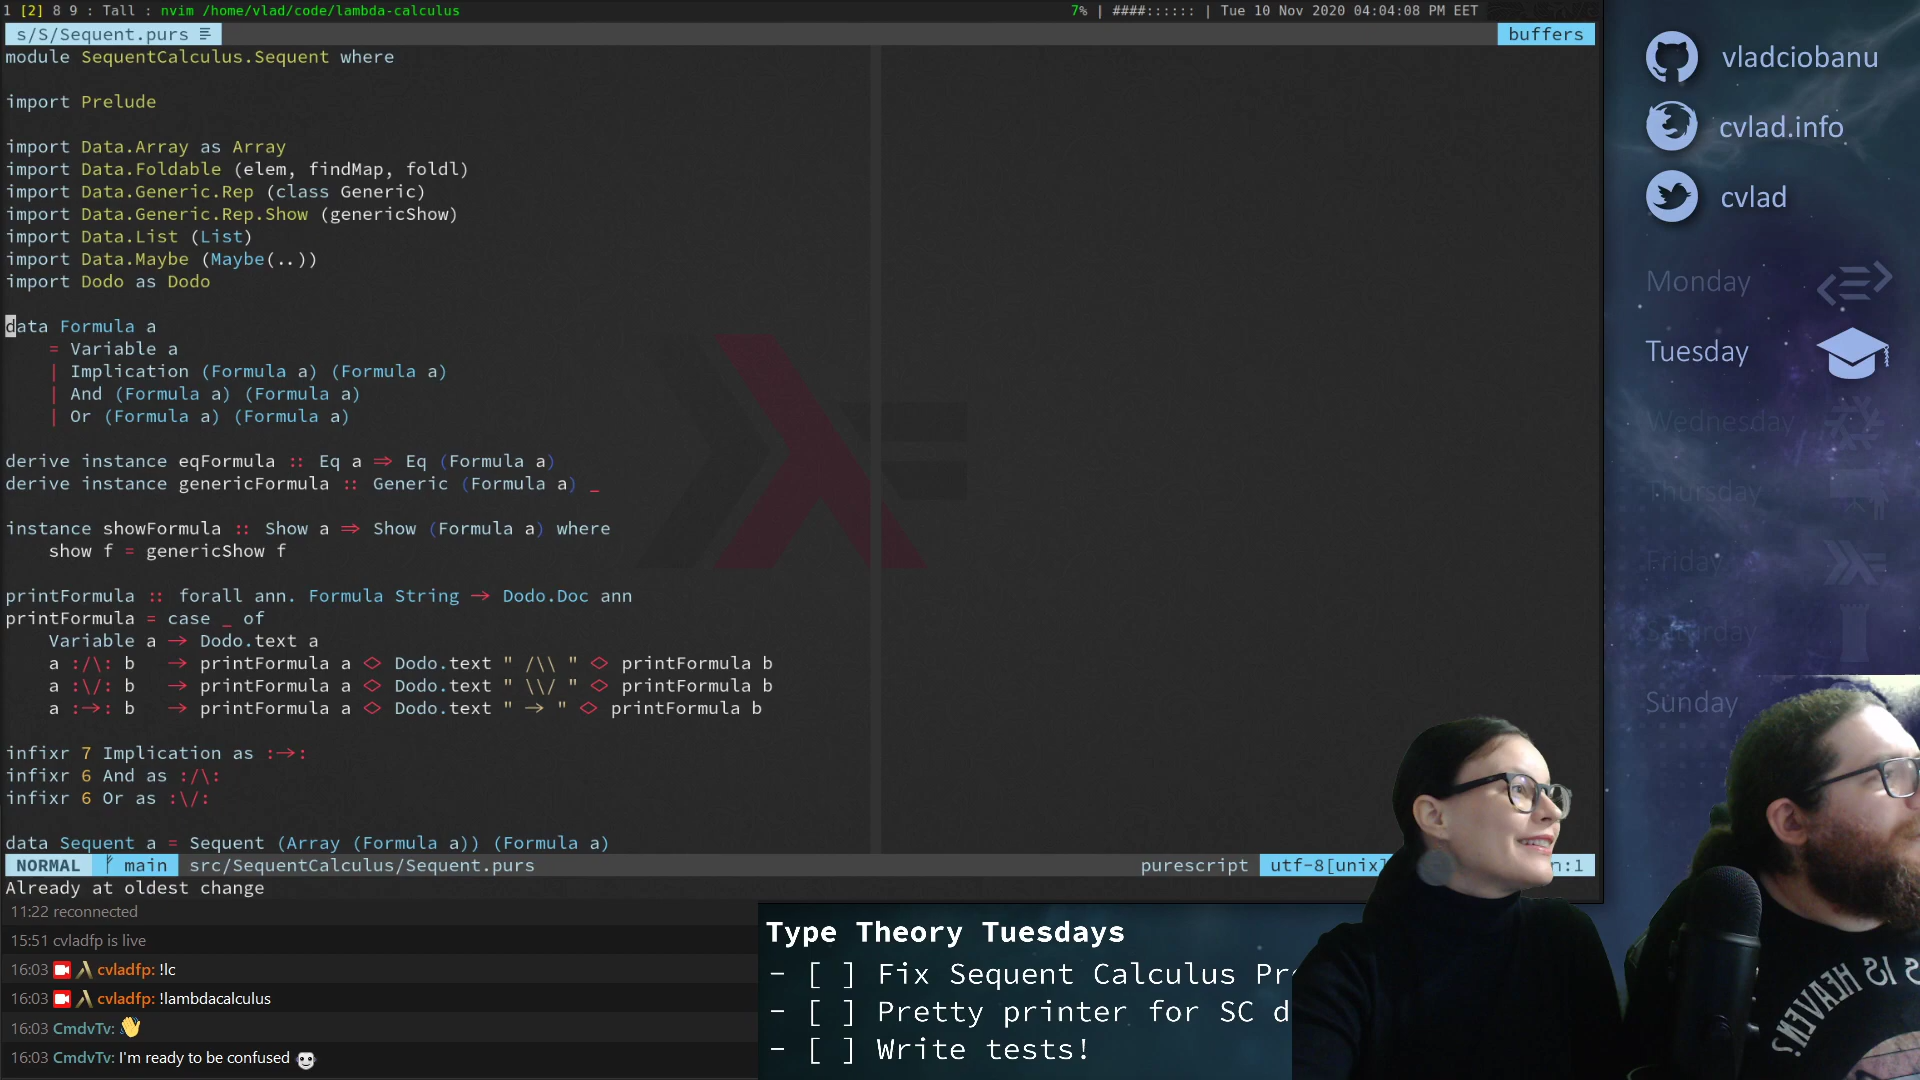 1 [2] 8 9 : Tall : nvim /home/vlad/code/lambda-calculus
7% | ####:::::: | Tue 10 Nov 2020 04:04:08 PM EET
s/S/Sequent.purs
buffers
module SequentCalculus.Sequent where
import Prelude
import Data.Array as Array
import Data.Foldable (elem, findMap, foldl)
import Data.Generic.Rep (class Generic)
import Data.Generic.Rep.Show (genericShow)
import Data.List (List)
import Data.Maybe (Maybe(..))
import Dodo as Dodo
data Formula a
= Variable a
| Implication (Formula a) (Formula a)
| And (Formula a) (Formula a)
| Or (Formula a) (Formula a)
derive instance eqFormula :: Eq a => Eq (Formula a)
derive instance genericFormula :: Generic (Formula a) _
instance showFormula :: Show a => Show (Formula a) where
show f = genericShow f
printFormula :: forall ann. Formula String -> Dodo.Doc ann
printFormula = case _ of
Variable a -> Dodo.text a
a :/\: b -> printFormula a <> Dodo.text " /\\ " <> printFormula b
a :\/: b -> printFormula a <> Dodo.text " \\/ " <> printFormula b
a :->: b -> printFormula a <> Dodo.text " -> " <> printFormula b
infixr 7 Implication as :->:
infixr 6 And as :/\:
infixr 6 Or as :\/:
data Sequent a = Sequent (Array (Formula a)) (Formula a)
NORMAL main src/SequentCalculus/Sequent.purs
purescript utf-8[unix] n:1
Already at oldest change
11:22 reconnected
15:51 cvladfp is live
16:03 cvladfp: !lc
16:03 cvladfp: !lambdacalculus
16:03 CmdvTv: 👋
16:03 CmdvTv: I'm ready to be confused
Type Theory Tuesdays
- [ ] Fix Sequent Calculus Pr
- [ ] Pretty printer for SC d
- [ ] Write tests!
vladciobanu
cvlad.info
cvlad
Monday
Tuesday
Wednesday
Thursday
Friday
Saturday
Sunday
IS HEAVEN?